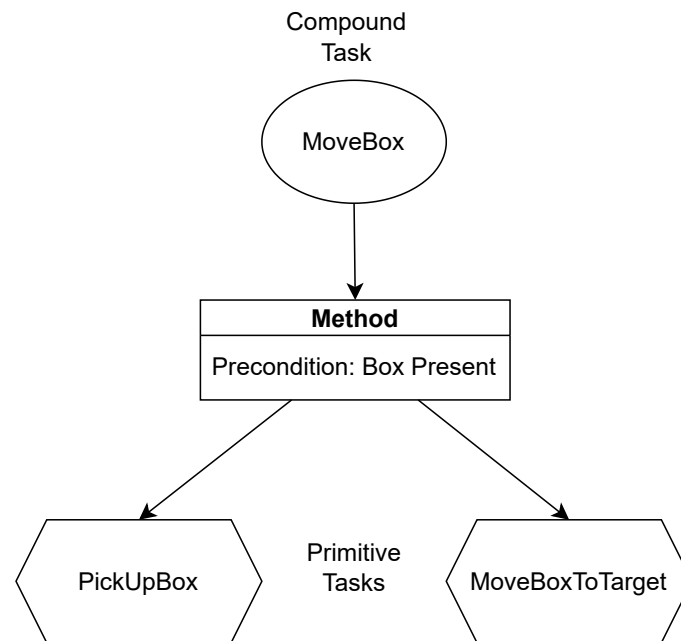 Compound
Task
MoveBox
Method
Precondition: Box Present
PickUpBox
Primitive
Tasks
MoveBoxToTarget